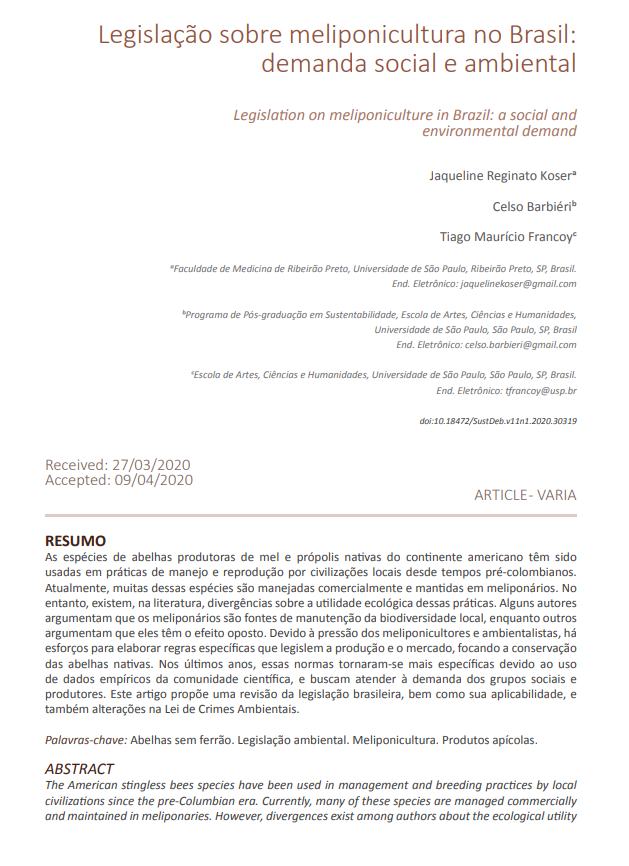 Legislação sobre meliponicultura no Brasil:
demanda social e ambiental
Legislation on meliponiculture in Brazil: a social and
environmental demand
Jaqueline Reginato Koserᵃ
Celso Barbiériᵇ
Tiago Maurício Francoyᶜ
ᵃFaculdade de Medicina de Ribeirão Preto, Universidade de São Paulo, Ribeirão Preto, SP, Brasil.
End. Eletrônico: jaquelinekoser@gmail.com
ᵇPrograma de Pós-graduação em Sustentabilidade, Escola de Artes, Ciências e Humanidades,
Universidade de São Paulo, São Paulo, SP, Brasil
End. Eletrônico: celso.barbieri@gmail.com
ᶜEscola de Artes, Ciências e Humanidades, Universidade de São Paulo, São Paulo, SP, Brasil.
End. Eletrônico: tfrancoy@usp.br
doi:10.18472/SustDeb.v11n1.2020.30319
Received: 27/03/2020
Accepted: 09/04/2020
ARTICLE- VARIA
RESUMO
As espécies de abelhas produtoras de mel e própolis nativas do continente americano têm sido
usadas em práticas de manejo e reprodução por civilizações locais desde tempos pré-colombianos.
Atualmente, muitas dessas espécies são manejadas comercialmente e mantidas em meliponários. No
entanto, existem, na literatura, divergências sobre a utilidade ecológica dessas práticas. Alguns autores
argumentam que os meliponários são fontes de manutenção da biodiversidade local, enquanto outros
argumentam que eles têm o efeito oposto. Devido à pressão dos meliponicultores e ambientalistas, há
esforços para elaborar regras específicas que legislem a produção e o mercado, focando a conservação
das abelhas nativas. Nos últimos anos, essas normas tornaram-se mais específicas devido ao uso
de dados empíricos da comunidade científica, e buscam atender à demanda dos grupos sociais e
produtores. Este artigo propõe uma revisão da legislação brasileira, bem como sua aplicabilidade, e
também alterações na Lei de Crimes Ambientais.
Palavras-chave: Abelhas sem ferrão. Legislação ambiental. Meliponicultura. Produtos apícolas.
ABSTRACT
The American stingless bees species have been used in management and breeding practices by local
civilizations since the pre-Columbian era. Currently, many of these species are managed commercially
and maintained in meliponaries. However, divergences exist among authors about the ecological utility